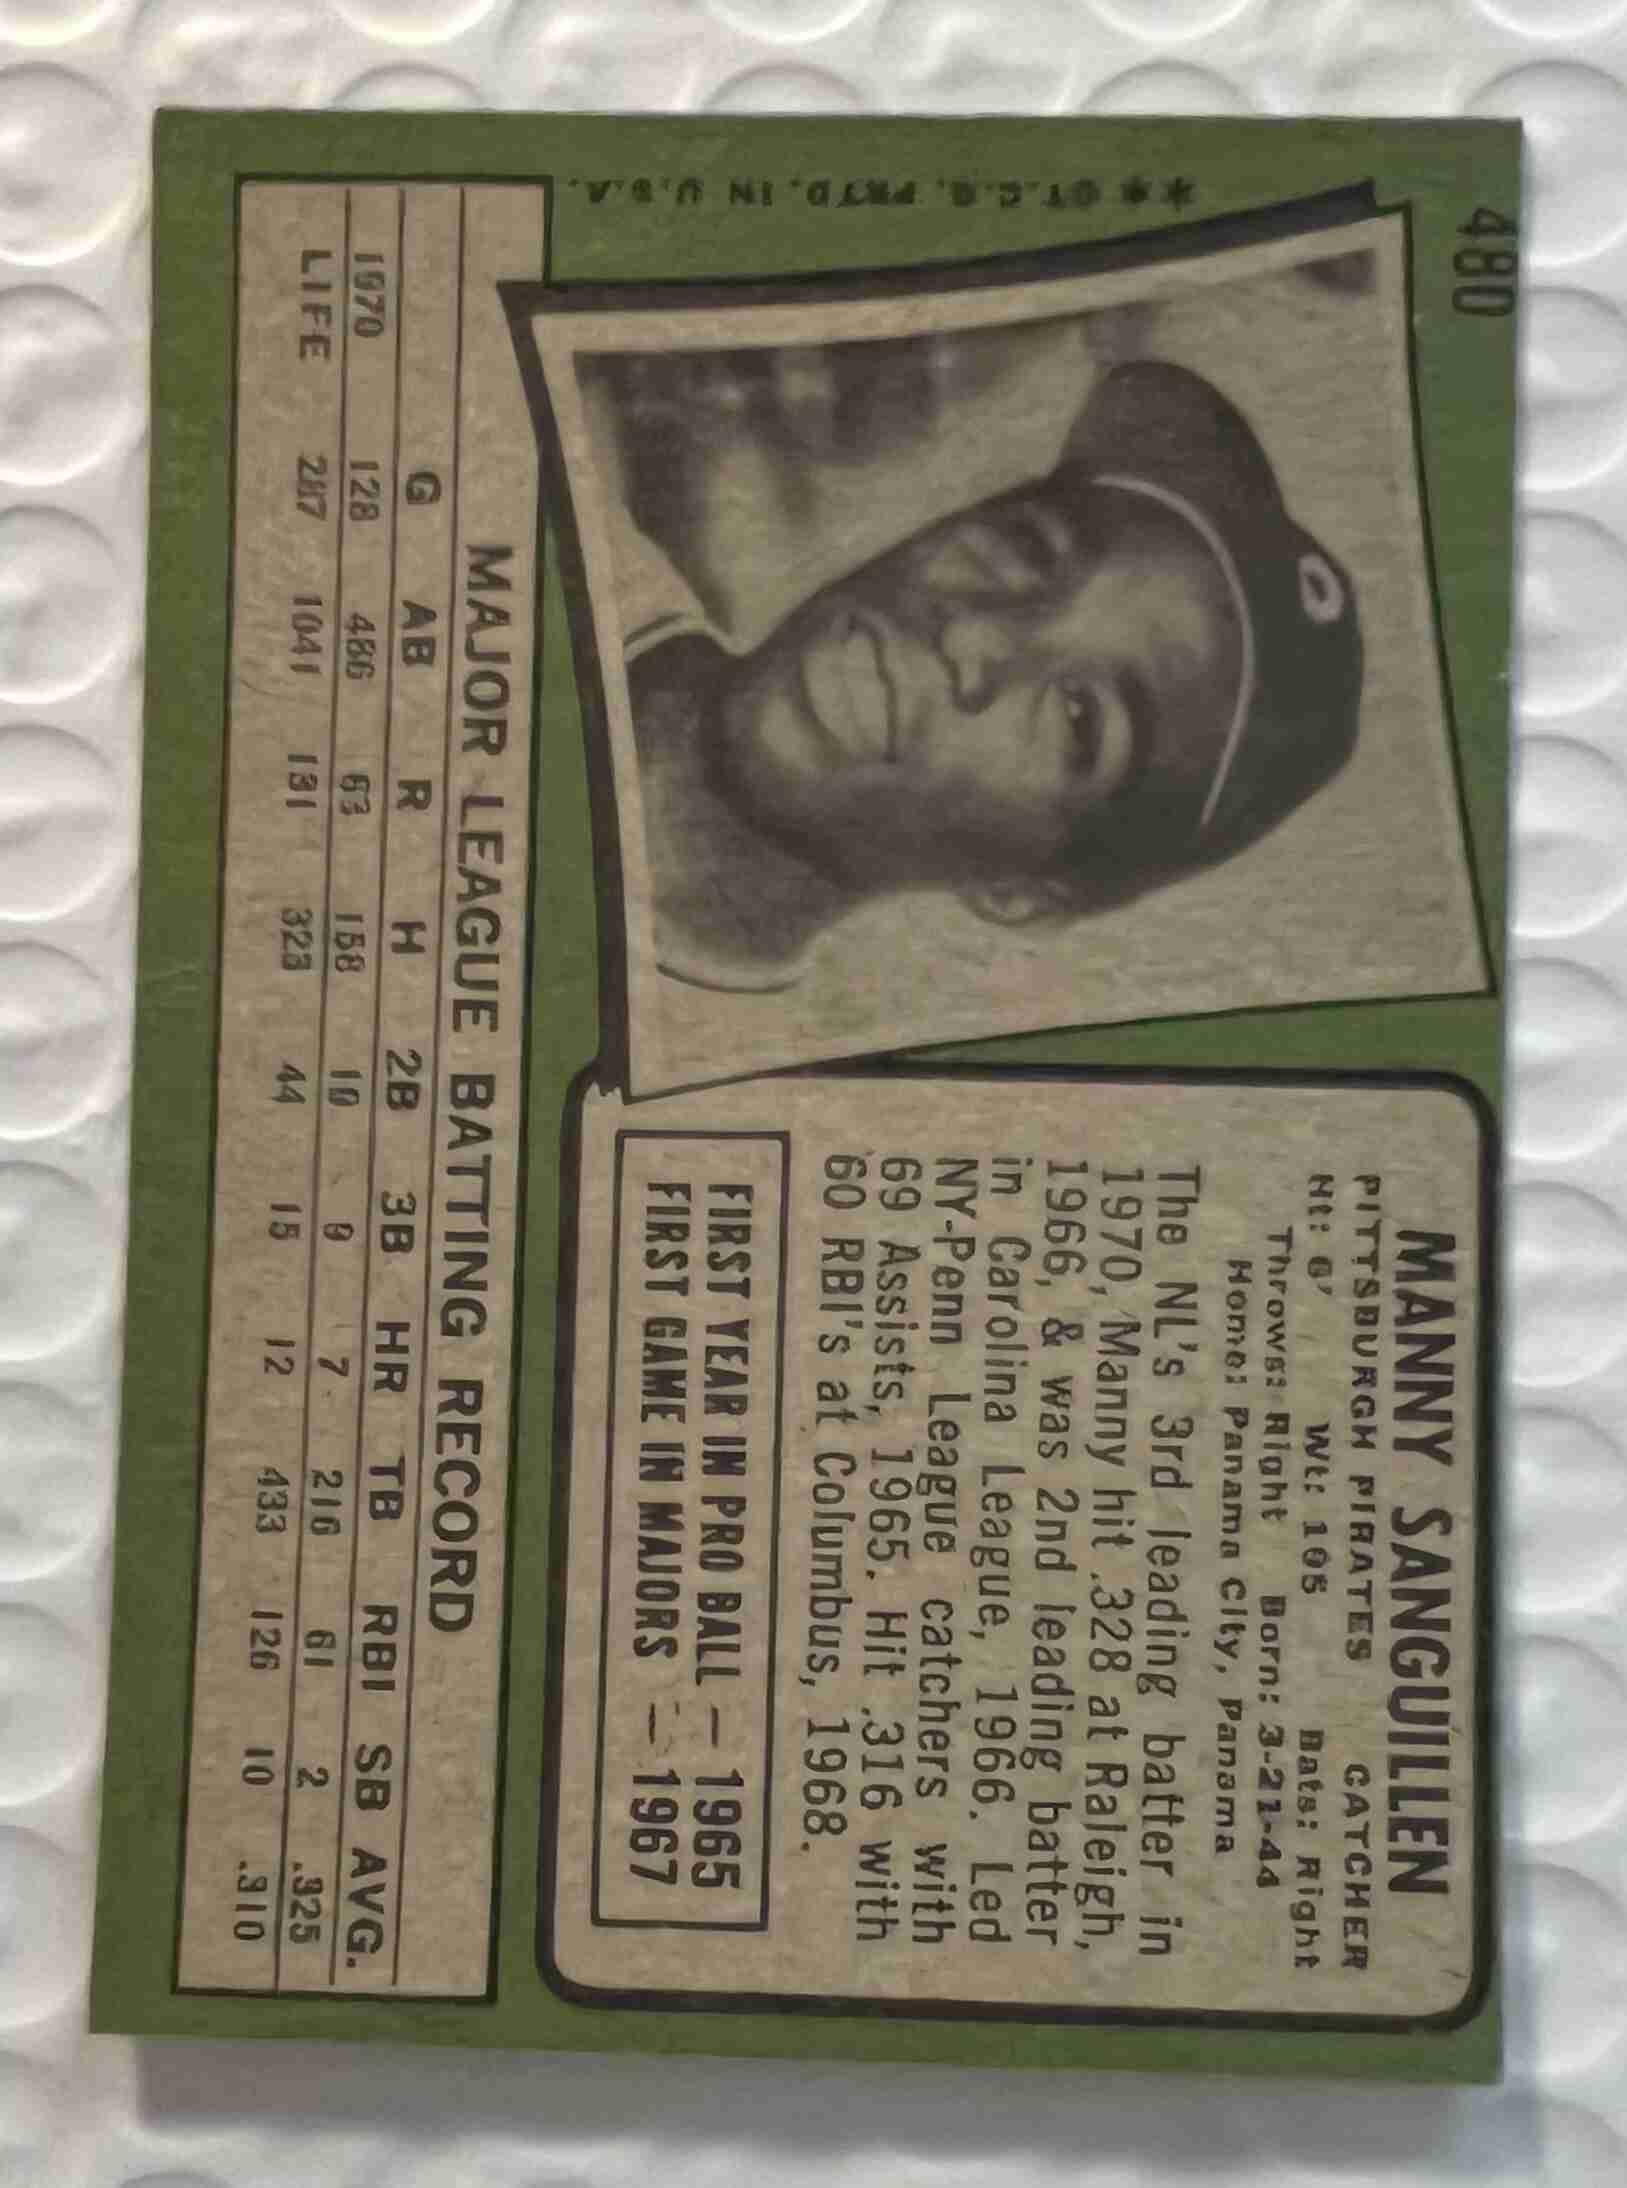 480
MANNY SANGUILLEN
PITTSBURGH PIRATES CATCHER
Ht: 6' Wt: 195 Bats: Right
Throws: Right Born: 3-21-44
Home: Panama City, Panama
The NL's 3rd leading batter in
1970, Manny hit .328 at Raleigh,
1966, & was 2nd leading batter
in Carolina League, 1966. Led
NY-Penn League catchers with
69 Assists, 1965. Hit .316 with
60 RBI's at Columbus, 1968.
FIRST YEAR IN PRO BALL — 1965
FIRST GAME IN MAJORS — 1967
** ©T.C.G. PRTD. IN U.S.A.
MAJOR LEAGUE BATTING RECORD
G AB R H 2B 3B HR TB RBI SB AVG.
1970 128 486 63 158 19 9 7 216 61 2 .325
LIFE 287 1041 131 323 44 15 12 433 126 10 .310